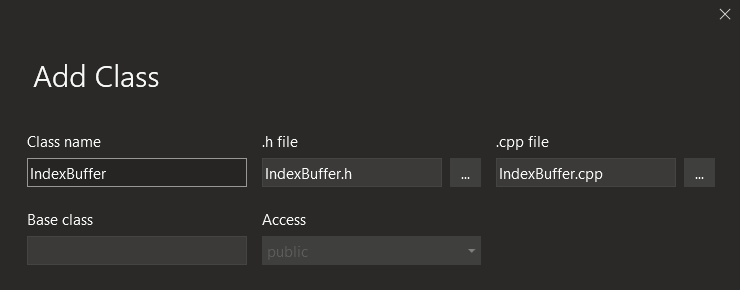 Add Class
Class name .h file .cpp file
IndexBuffer IndexBuffer.h ... IndexBuffer.cpp ...
Base class Access
public